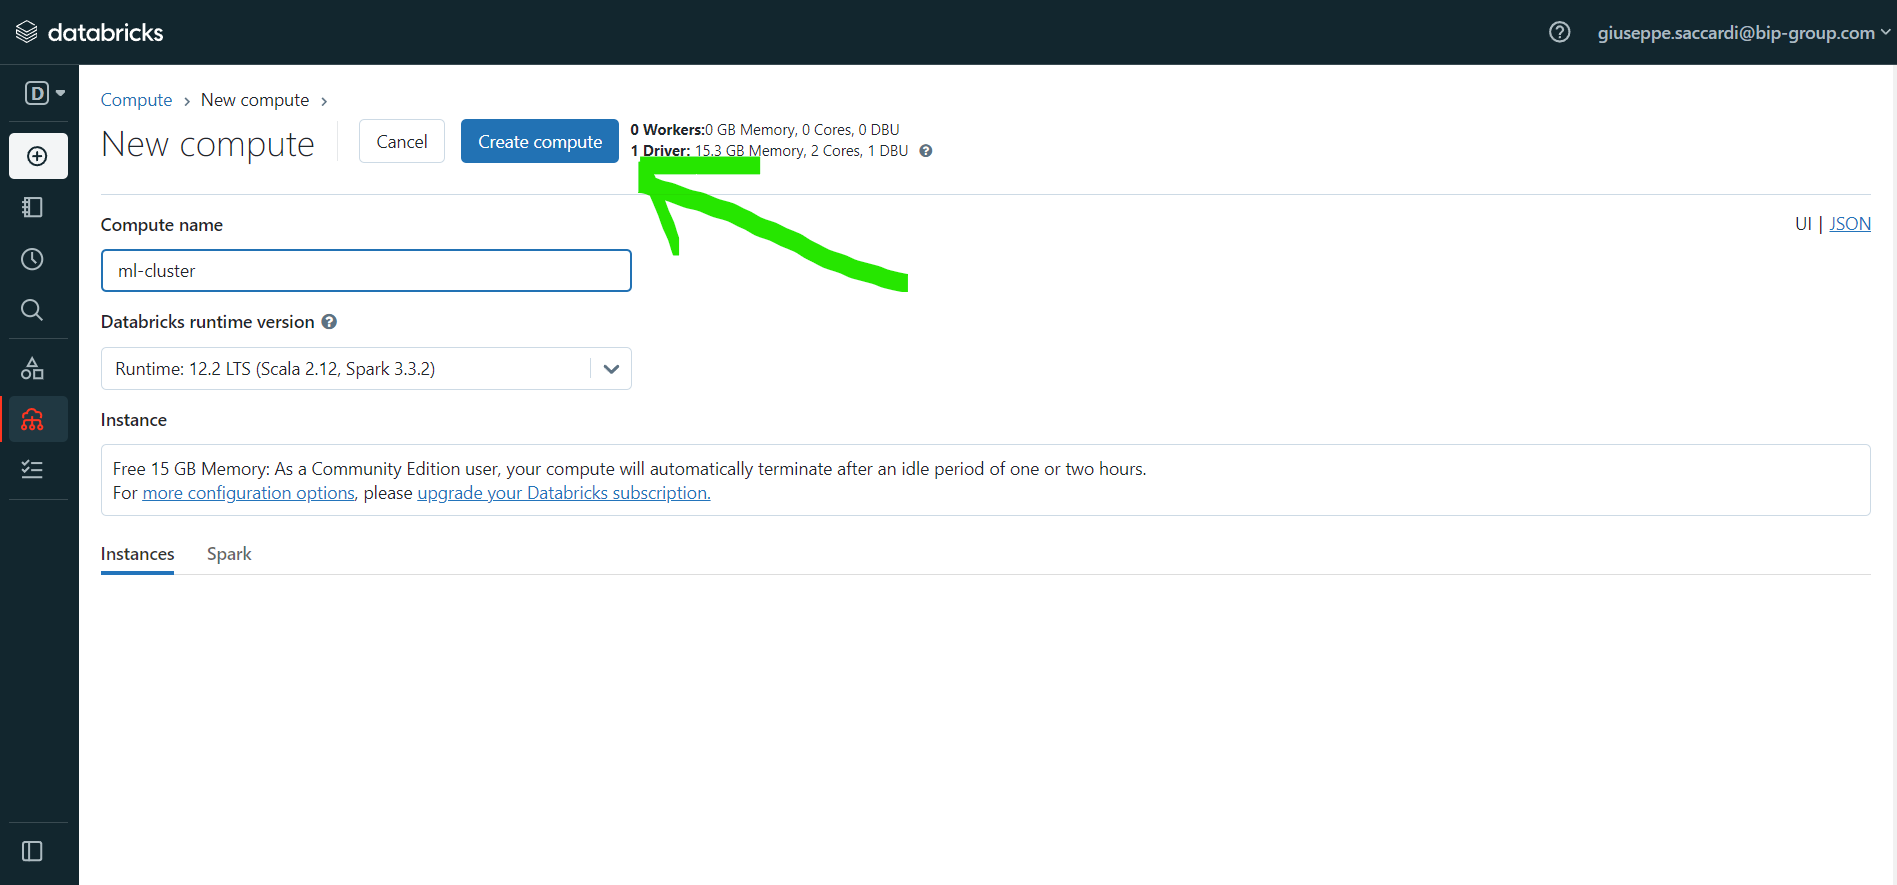 databricks
giuseppe.saccardi@bip-group.com
D
Compute › New compute ›
New compute
Cancel
Create compute
0 Workers:0 GB Memory, 0 Cores, 0 DBU
1 Driver: 15.3 GB Memory, 2 Cores, 1 DBU ?
Compute name
UI | JSON
ml-cluster
Databricks runtime version ?
Runtime: 12.2 LTS (Scala 2.12, Spark 3.3.2)
Instance
Free 15 GB Memory: As a Community Edition user, your compute will automatically terminate after an idle period of one or two hours.
For more configuration options, please upgrade your Databricks subscription.
Instances Spark